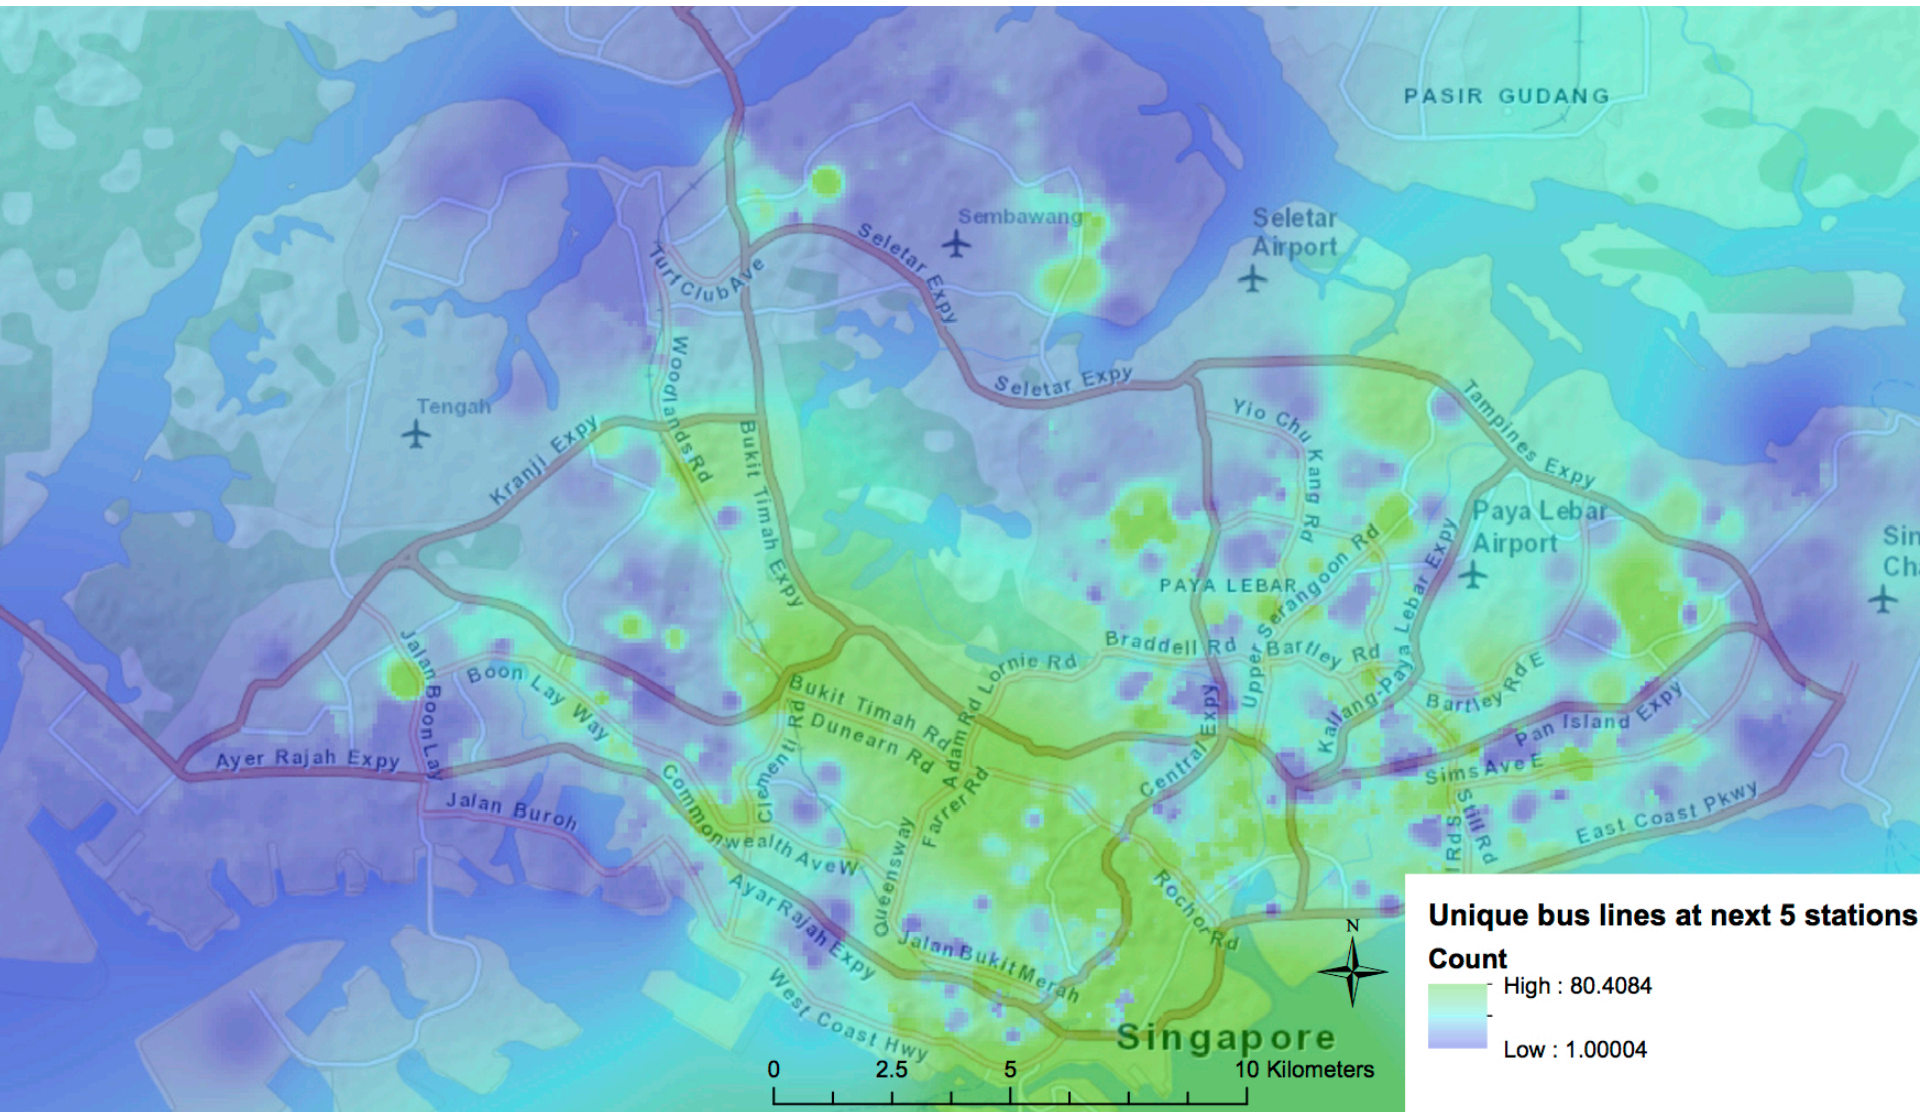 PASIR GUDANG
Sembawang
Seletar
Airport
Seletar Expy
Turf Club Ave
Woodlands Rd
Seletar Expy
Tengah
Kranji Expy
Bukit Timah Expy
Yio Chu Kang Rd
Tampines Expy
Paya Lebar
Airport
Sin
Cha
PAYA LEBAR
Upper Serangoon Rd
Kallang-Paya Lebar Expy
Braddell Rd
Bartley Rd
Lornie Rd
Jalan Boon Lay
Boon Lay Way
Bukit Timah Rd
Dunearn Rd
Adam Rd
Farrer Rd
Clementi Rd
Bartley Rd E
Pan Island Expy
Central Expy
Sims Ave E
Still Rd
l Rd S
East Coast Pkwy
Ayer Rajah Expy
Jalan Buroh
Commonwealth Ave W
Queensway
Ayar Rajah Expy
Rochor Rd
Jalan Bukit Merah
West Coast Hwy
Singapore
N
0 2.5 5 10 Kilometers
Unique bus lines at next 5 stations
Count
High : 80.4084
Low : 1.00004